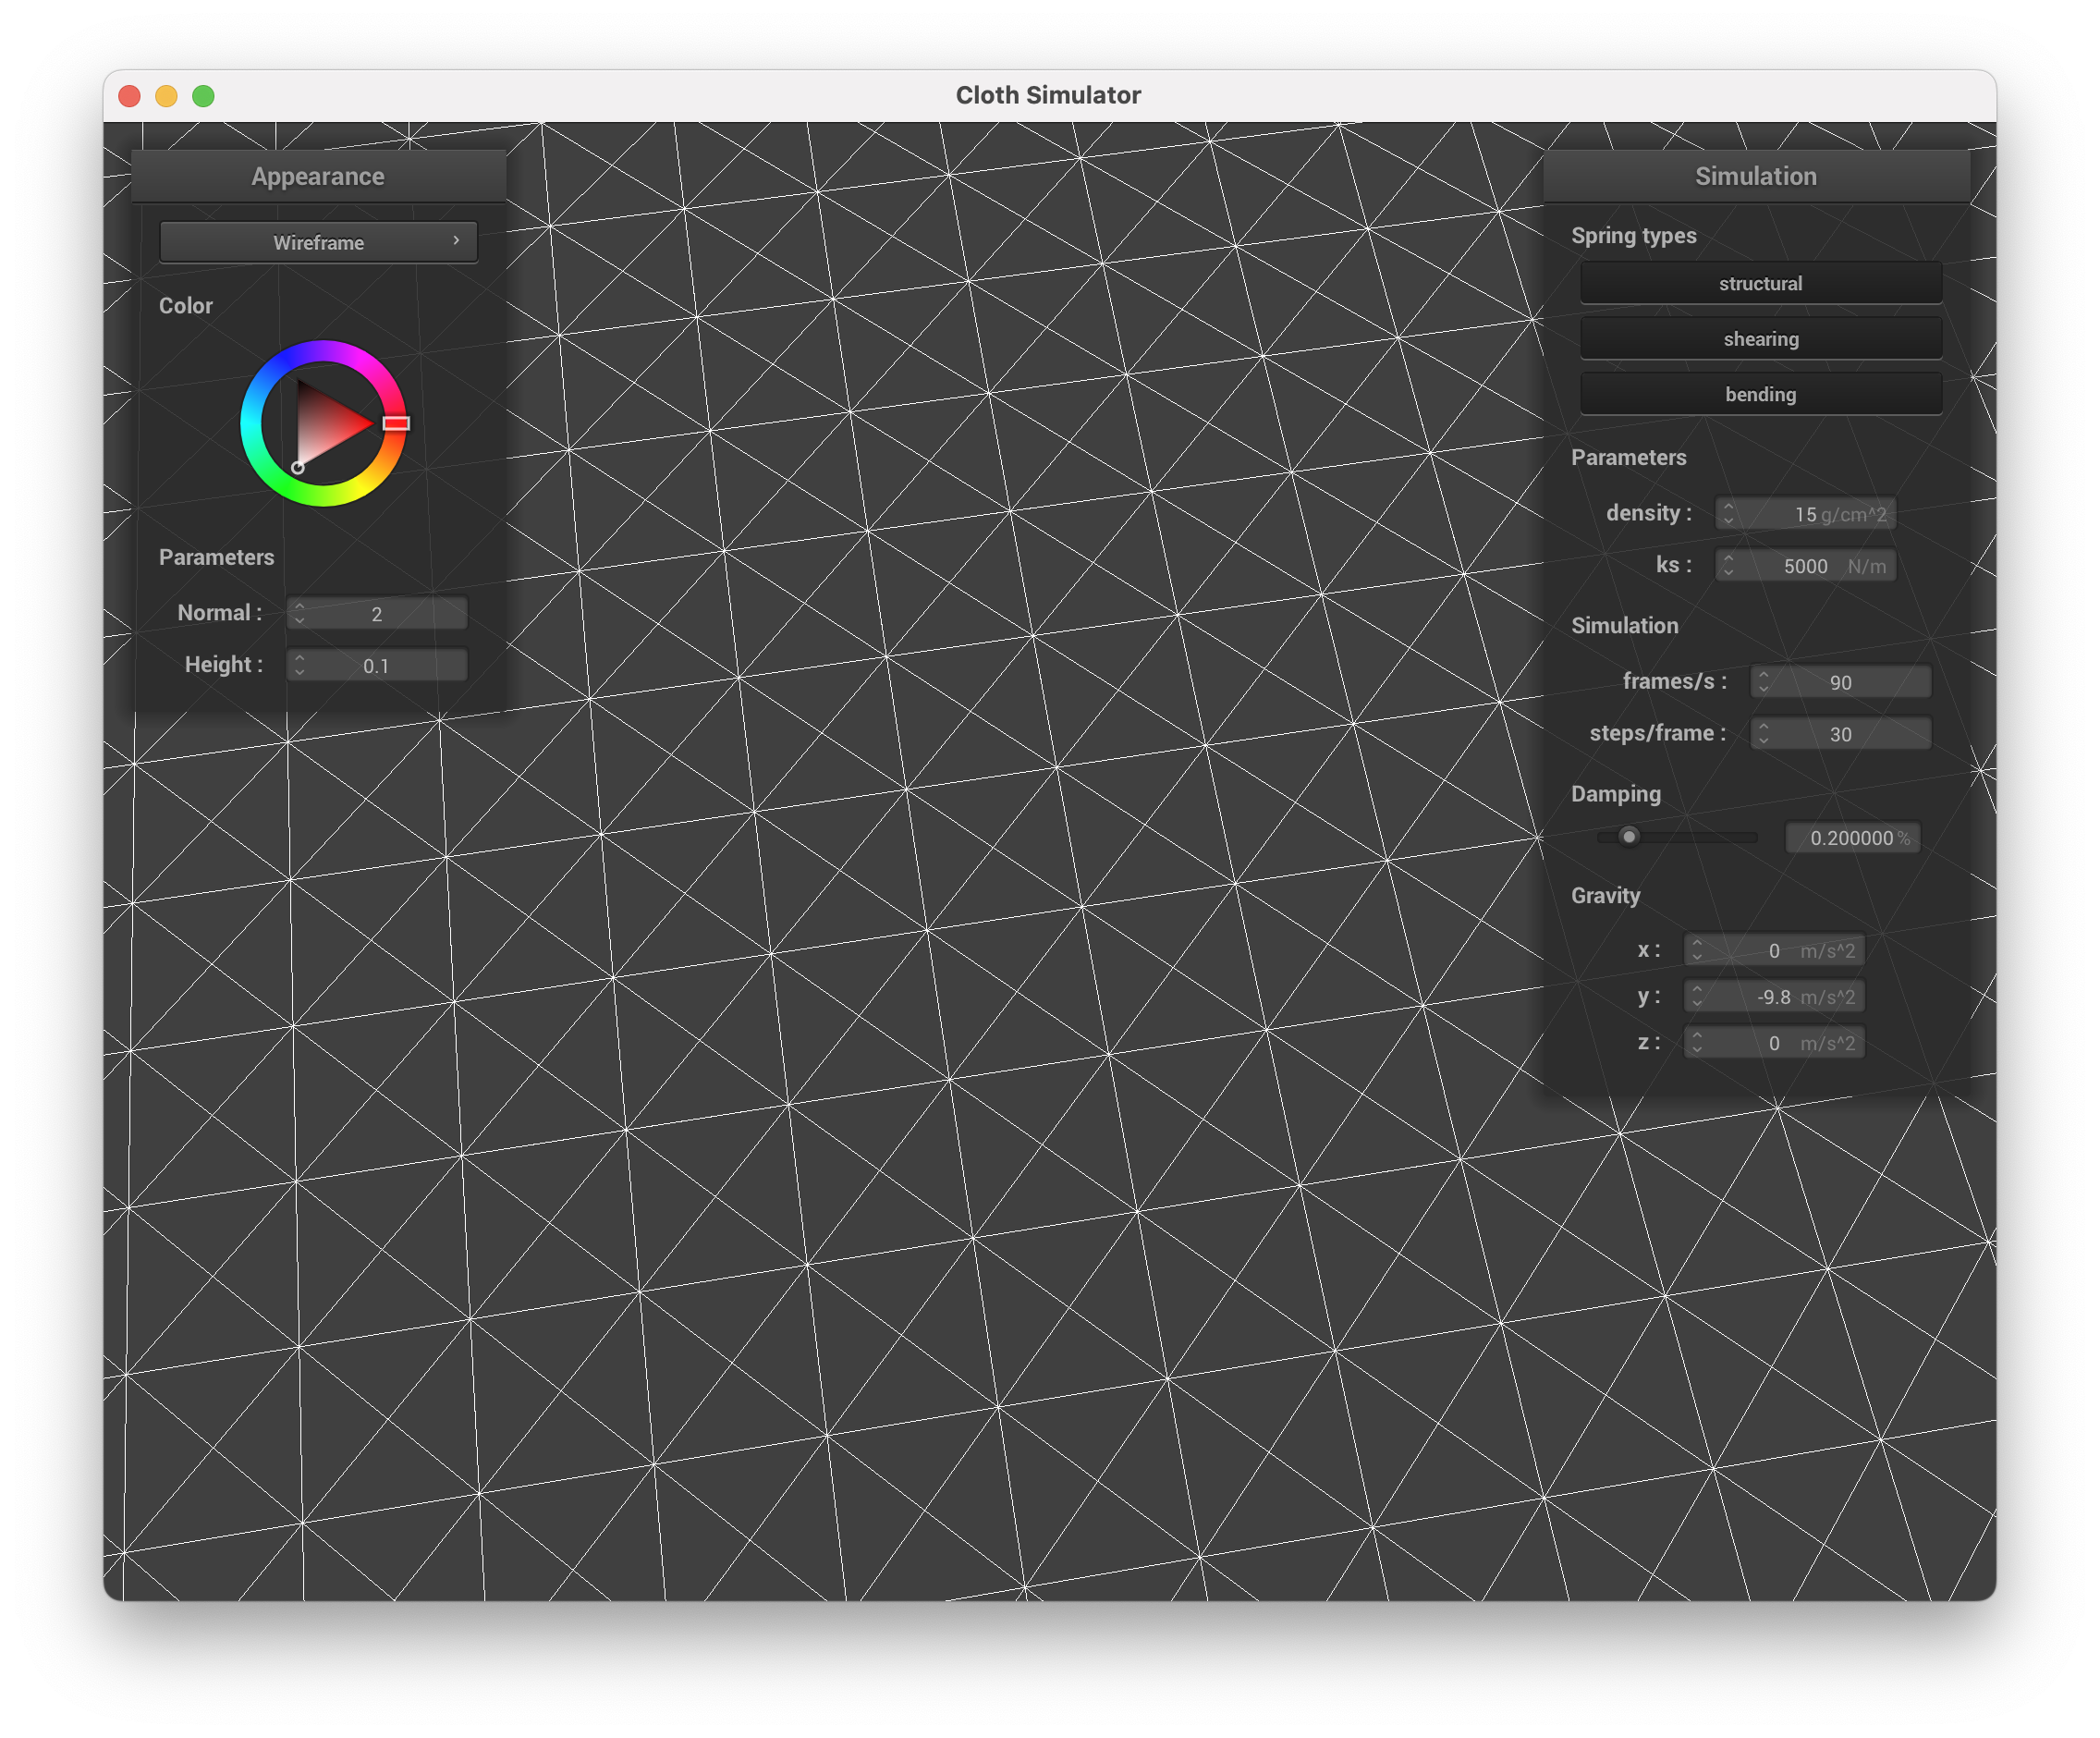 Cloth Simulator
Appearance
Wireframe
Color
Parameters
Normal : 2
Height : 0.1
Simulation
Spring types
structural
shearing
bending
Parameters
density : 15 g/cm^2
ks : 5000 N/m
Simulation
frames/s : 90
steps/frame : 30
Damping
0.200000 %
Gravity
x : 0 m/s^2
y : -9.8 m/s^2
z : 0 m/s^2